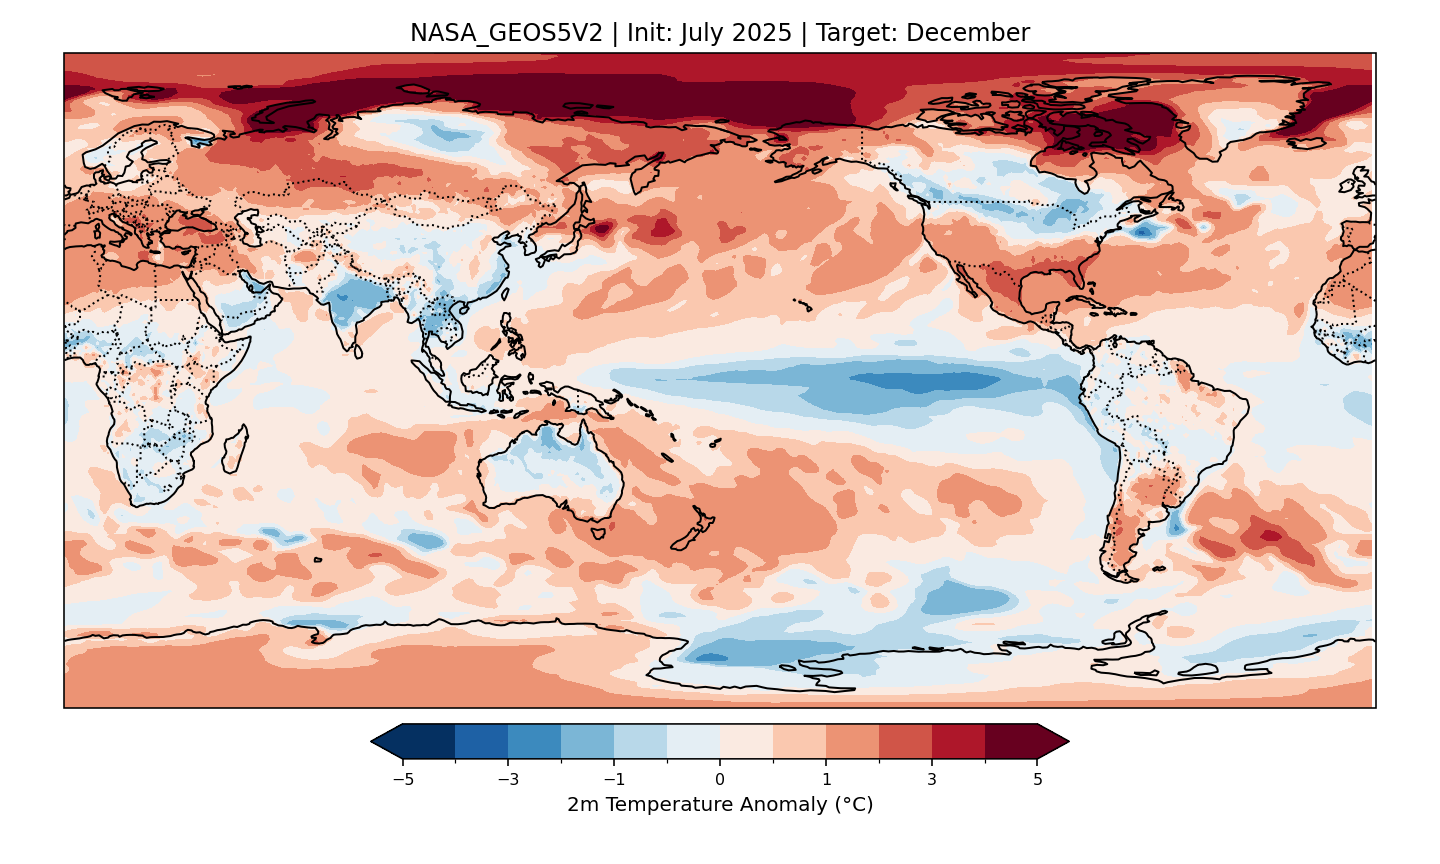 NASA_GEOS5V2 | Init: July 2025 | Target: December
−5 −3 −1 0 1 3 5
2m Temperature Anomaly (°C)